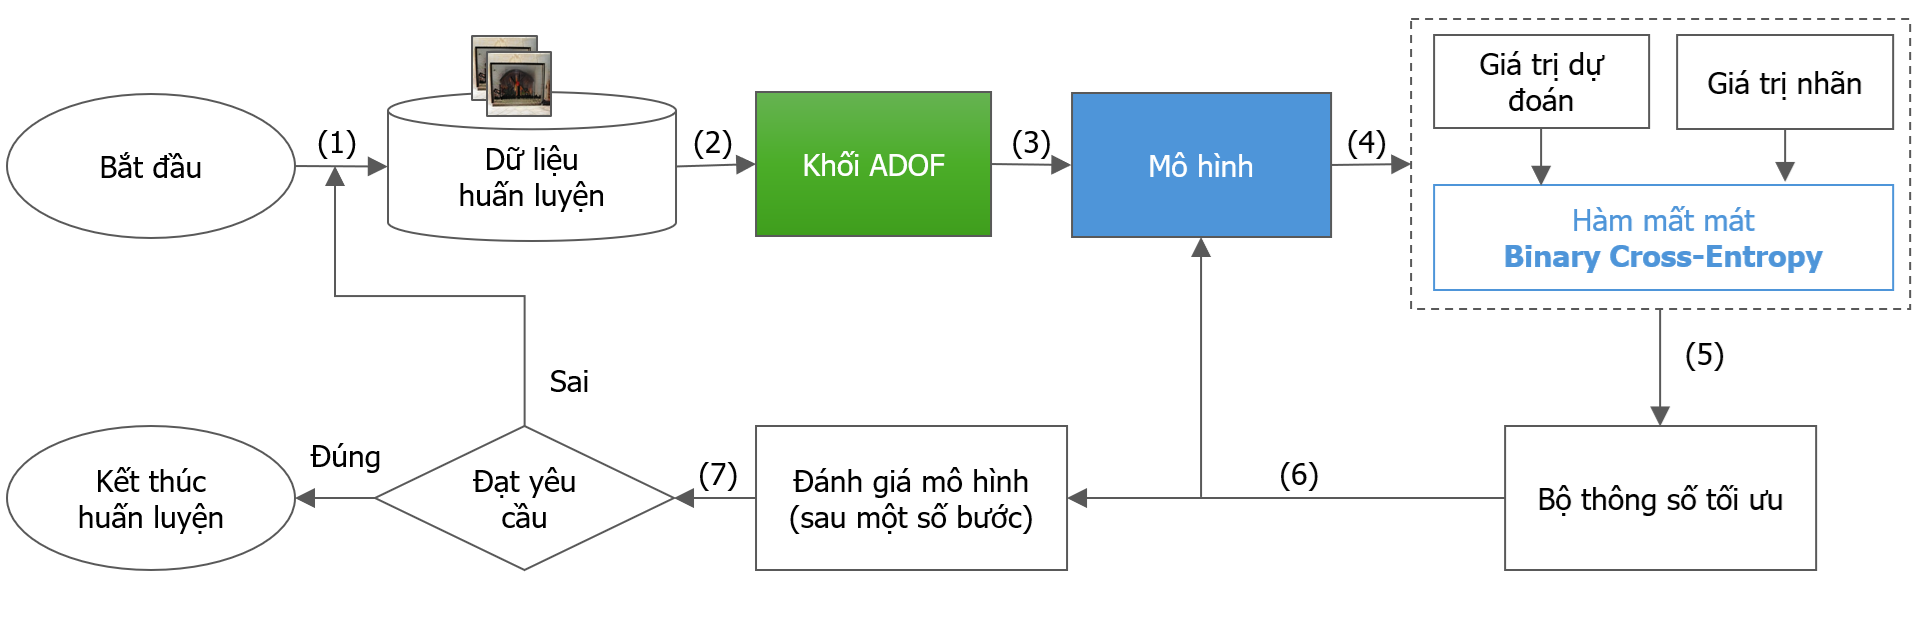 Bắt đầu
(1)
Dữ liệu
huấn luyện
(2)
Khối ADOF
(3)
Mô hình
(4)
Giá trị dự
đoán
Giá trị nhãn
Hàm mất mát
Binary Cross-Entropy
(5)
Bộ thông số tối ưu
(6)
Đánh giá mô hình
(sau một số bước)
(7)
Đạt yêu
cầu
Sai
Đúng
Kết thúc
huấn luyện